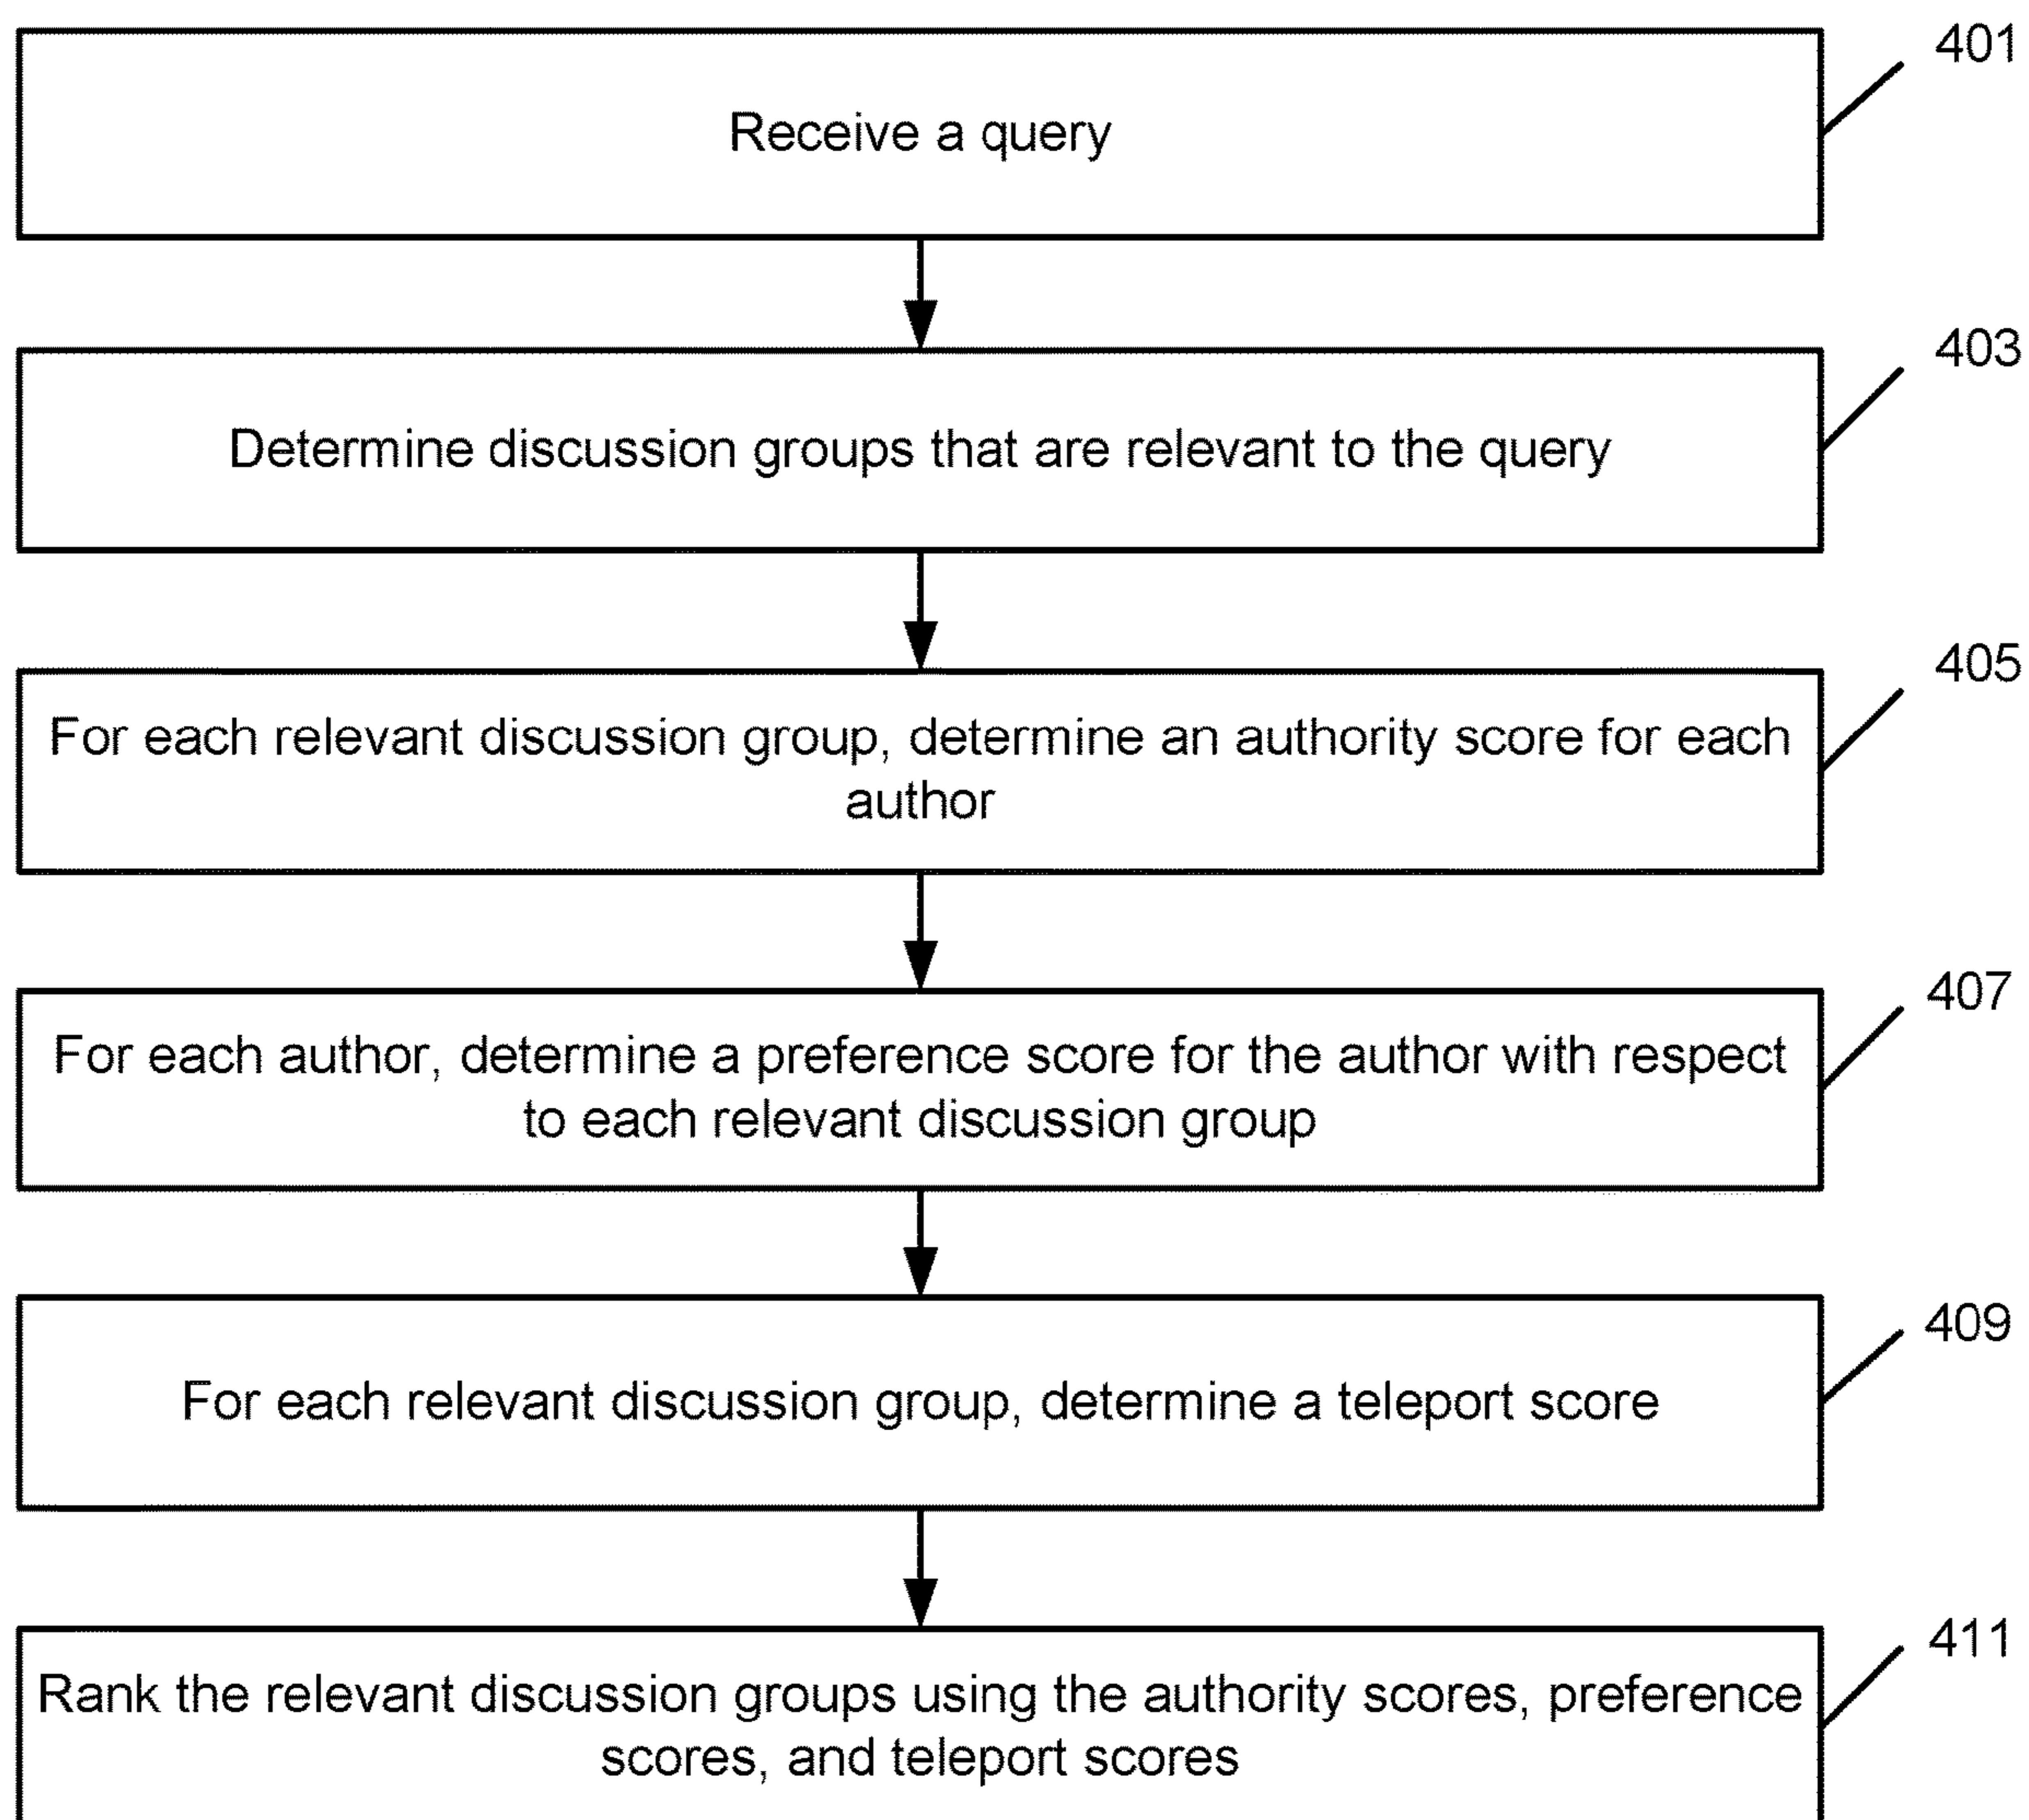 401
Receive a query
403
Determine discussion groups that are relevant to the query
405
For each relevant discussion group, determine an authority score for each
author
407
For each author, determine a preference score for the author with respect
to each relevant discussion group
409
For each relevant discussion group, determine a teleport score
411
Rank the relevant discussion groups using the authority scores, preference
scores, and teleport scores